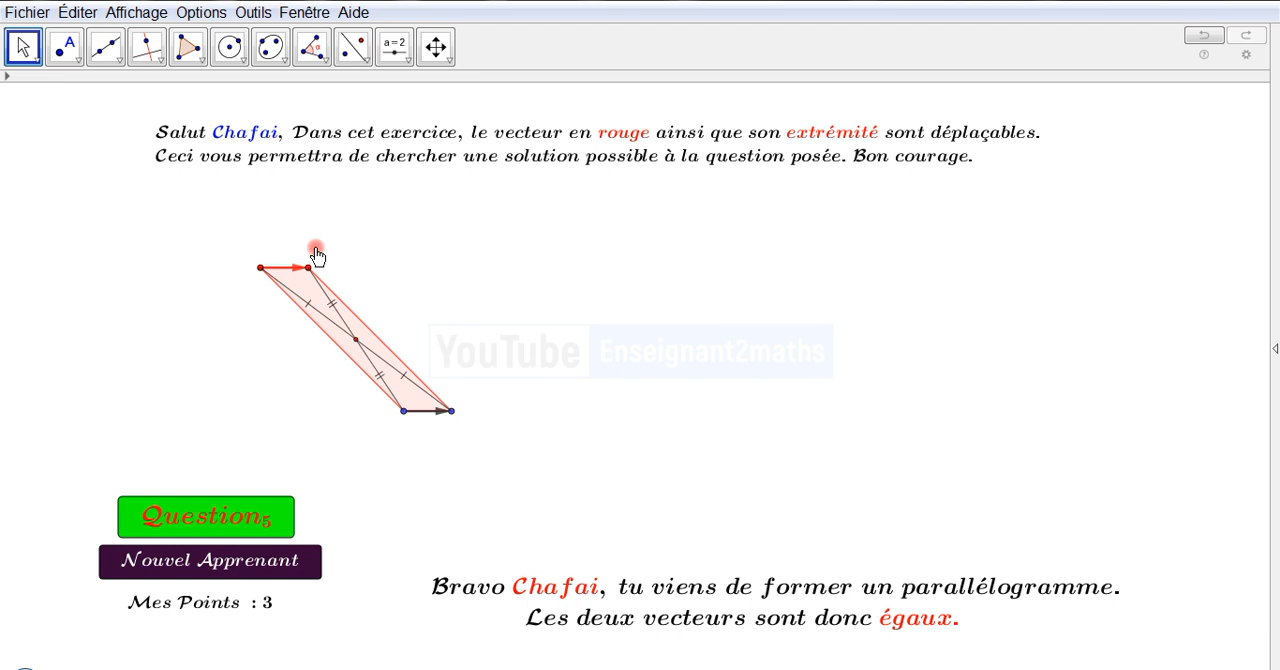 Fichier Éditer Affichage Options Outils Fenêtre Aide
A
α
a=2
Salut Chafai, Dans cet exercice, le vecteur en rouge ainsi que son extrémité sont déplaçables.
Ceci vous permettra de chercher une solution possible à la question posée. Bon courage.
YouTube Enseignant2maths
Question5
Nouvel Apprenant
Mes Points : 3
Bravo Chafai, tu viens de former un parallélogramme.
Les deux vecteurs sont donc égaux.